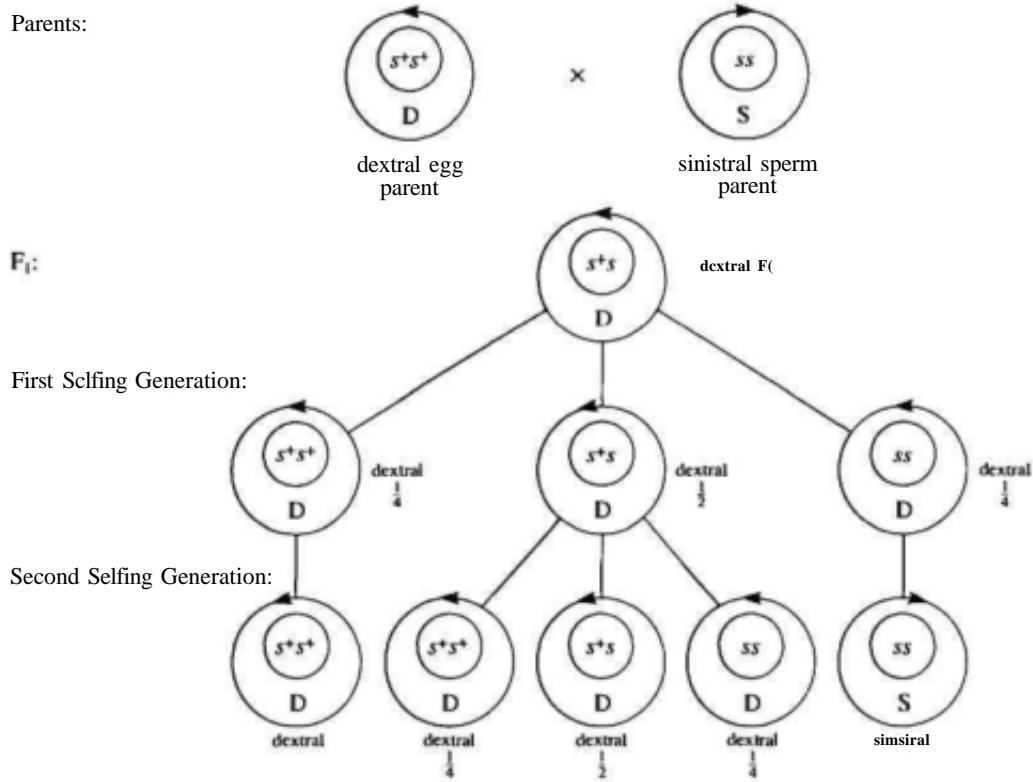 Parents:
s⁺s⁺
D
×
ss
S
dextral egg
parent
sinistral sperm
parent
F₁:
s⁺s
D
dcxtral F(
First Sclfing Generation:
s⁺s⁺
D
dextral
1/4
s⁺s
D
dextral
1/2
ss
D
dextral
1/4
Second Selfing Generation:
s⁺s⁺
D
dextral
s⁺s⁺
D
dextral
1/4
s⁺s
D
dextral
1/2
ss
D
dextral
1/4
ss
S
simsiral